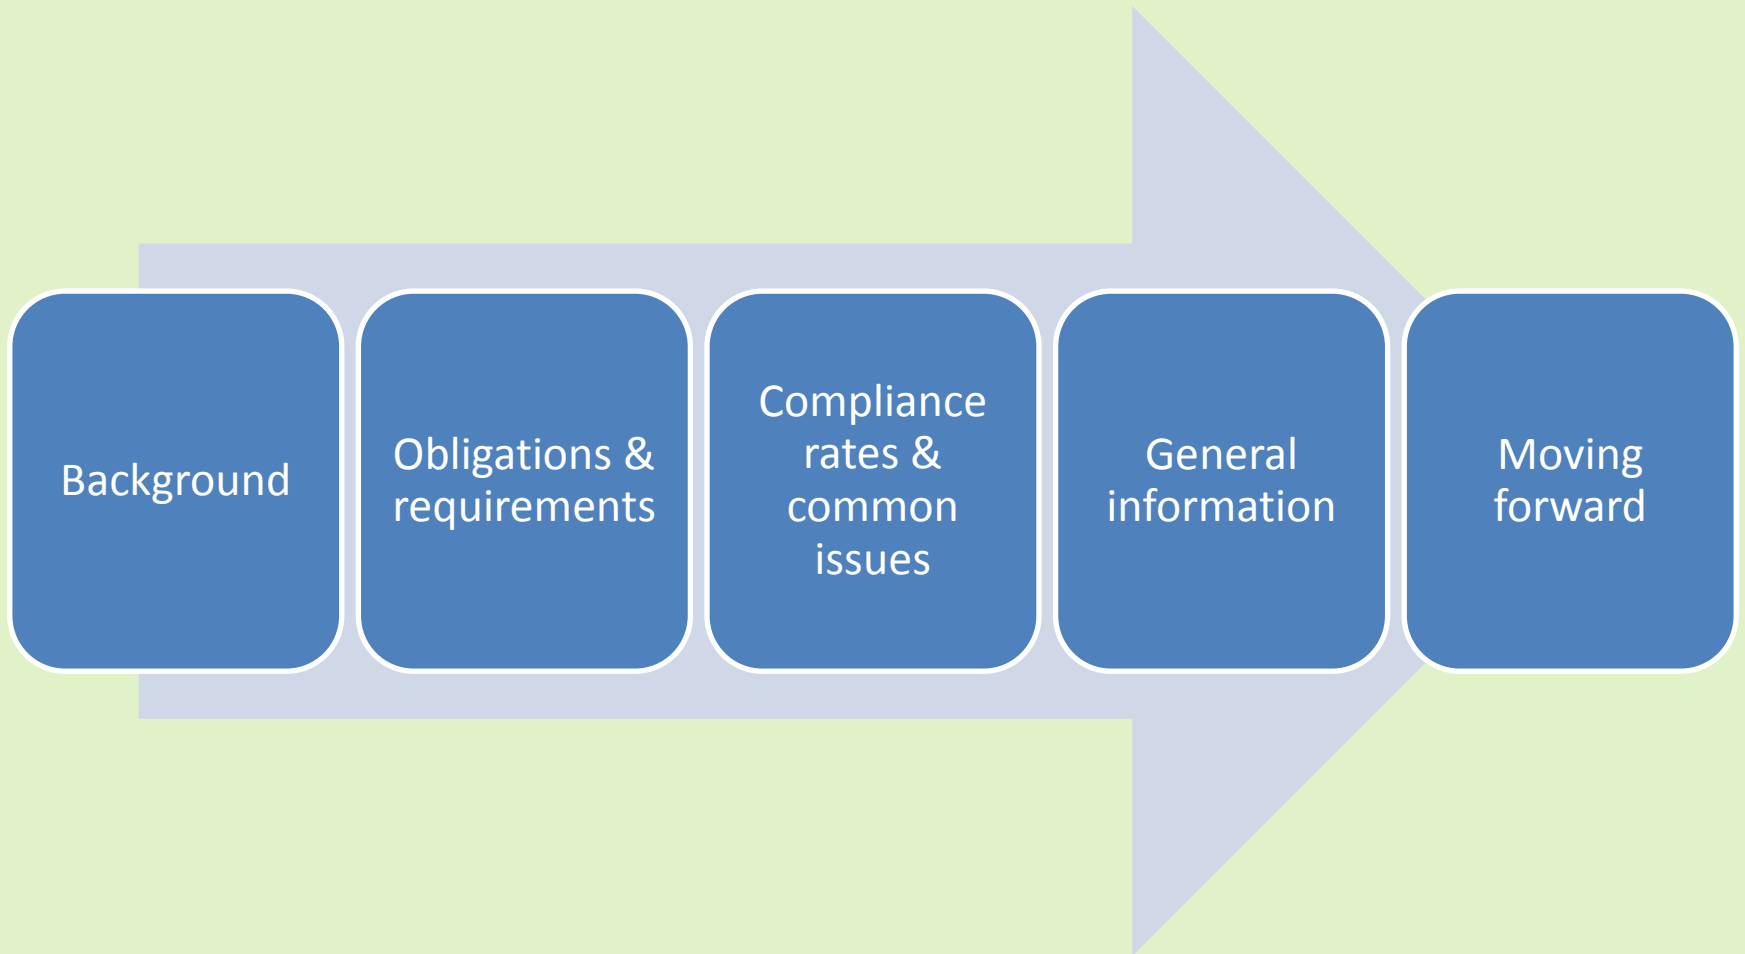 Background
Obligations &
requirements
Compliance
rates &
common
issues
General
information
Moving
forward